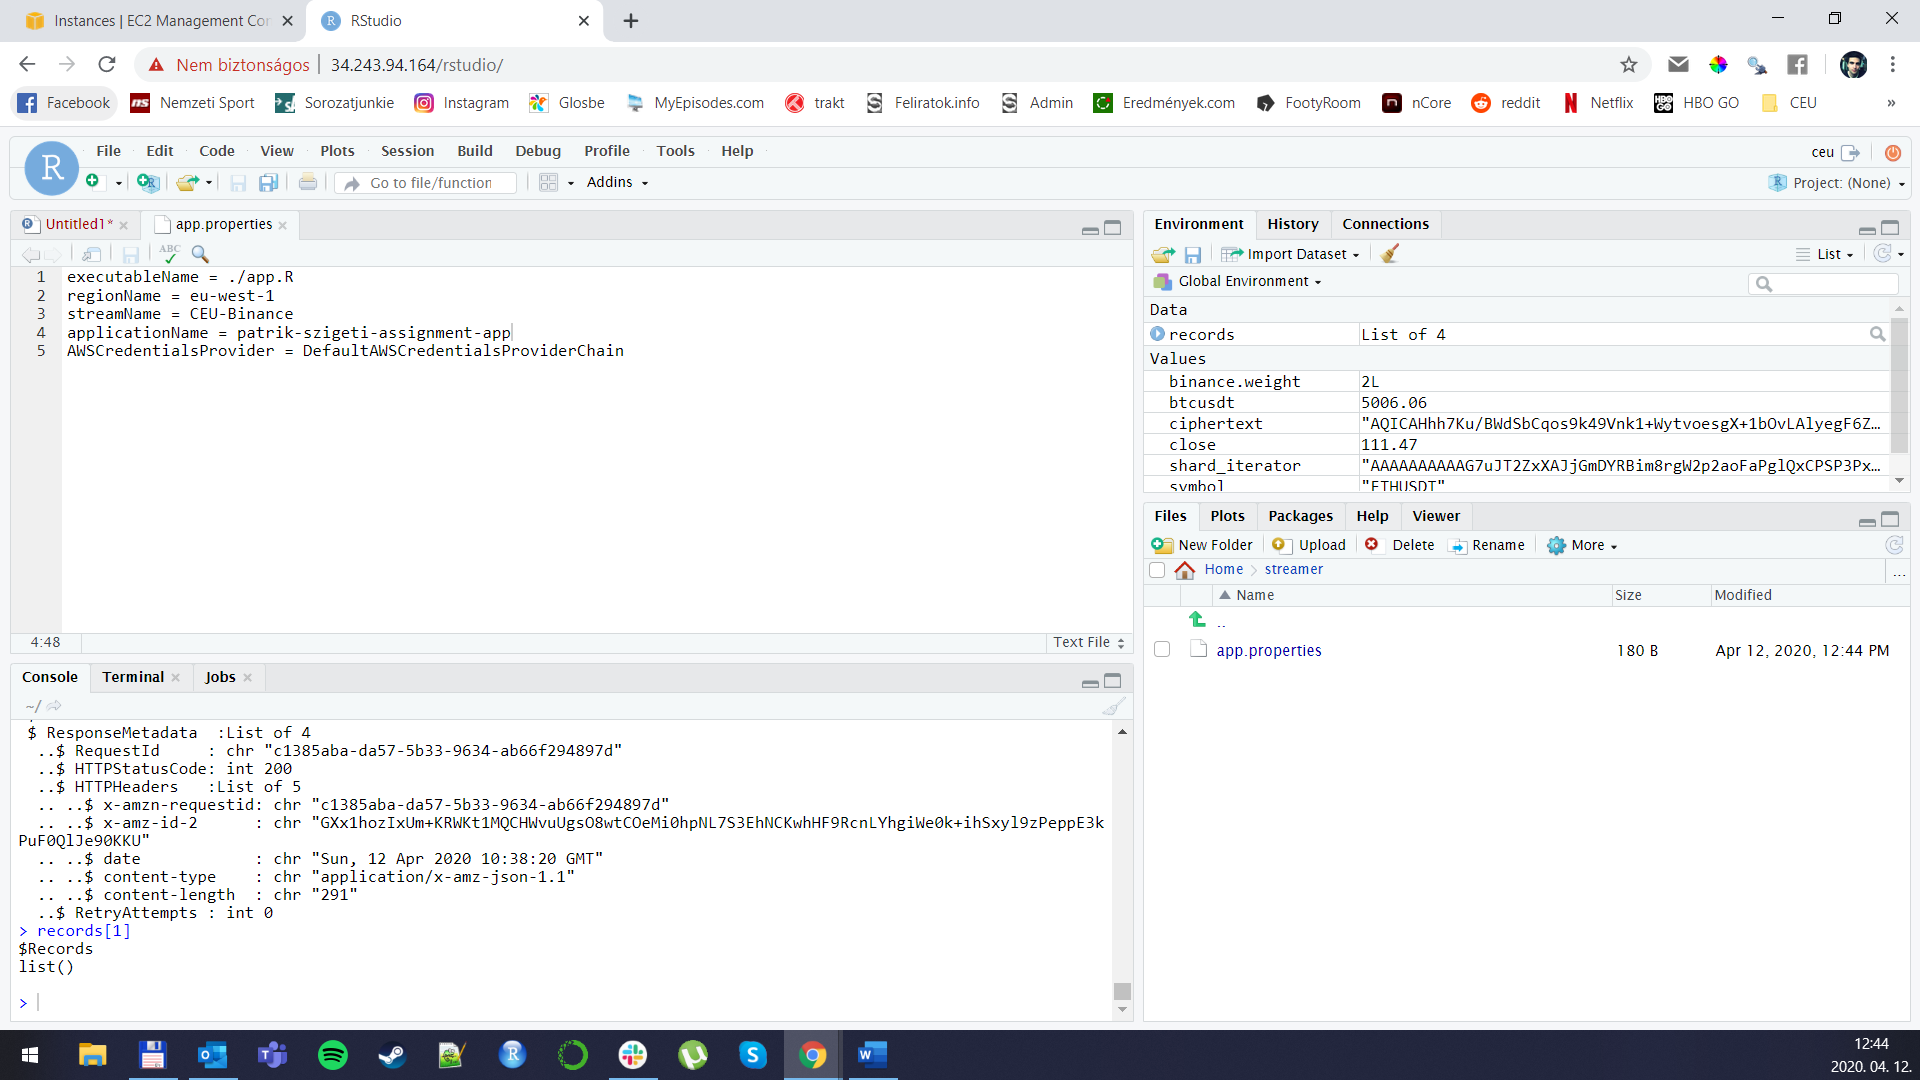 Instances | EC2 Management Con
RStudio
Nem biztonságos
34.243.94.164/rstudio/
Facebook
Nemzeti Sport
Sorozatjunkie
Instagram
Glosbe
MyEpisodes.com
trakt
Feliratok.info
Admin
Eredmények.com
FootyRoom
nCore
reddit
Netflix
HBO GO
CEU
»
File Edit Code View Plots Session Build Debug Profile Tools Help
ceu
Go to file/function
Addins
Project: (None)
Untitled1*
app.properties
1 executableName = ./app.R
2 regionName = eu-west-1
3 streamName = CEU-Binance
4 applicationName = patrik-szigeti-assignment-app
5 AWSCredentialsProvider = DefaultAWSCredentialsProviderChain
4:48
Text File
Console Terminal Jobs
~/
$ ResponseMetadata :List of 4
..$ RequestId : chr "c1385aba-da57-5b33-9634-ab66f294897d"
..$ HTTPStatusCode: int 200
..$ HTTPHeaders :List of 5
.. ..$ x-amzn-requestid: chr "c1385aba-da57-5b33-9634-ab66f294897d"
.. ..$ x-amz-id-2 : chr "GXx1hozIxUm+KRWKt1MQCHWvuUgsO8wtCOeMi0hpNL7S3EhNCKwhHF9RcnLYhgiWe0k+ihSxyl9zPeppE3k
PuF0QlJe90KKU"
.. ..$ date : chr "Sun, 12 Apr 2020 10:38:20 GMT"
.. ..$ content-type : chr "application/x-amz-json-1.1"
.. ..$ content-length : chr "291"
..$ RetryAttempts : int 0
> records[1]
$Records
list()
>
Environment History Connections
Import Dataset
List
Global Environment
Data
records List of 4
Values
binance.weight 2L
btcusdt 5006.06
ciphertext "AQICAHhh7Ku/BWdSbCqos9k49Vnk1+WytvoesgX+1bOvLAlyegF6Z…
close 111.47
shard_iterator "AAAAAAAAAAG7uJT2ZxXAJjGmDYRBim8rgW2p2aoFaPglQxCPSP3Px…
symbol "ETHUSDT"
Files Plots Packages Help Viewer
New Folder Upload Delete Rename More
Home streamer
...
Name Size Modified
..
app.properties 180 B Apr 12, 2020, 12:44 PM
12:44
2020. 04. 12.